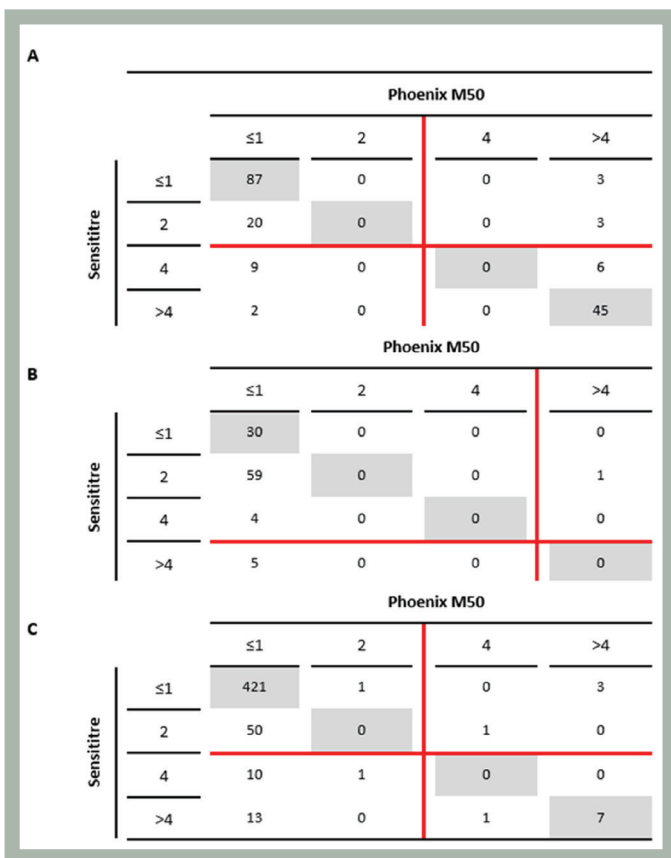 A
Phoenix M50
≤1 2 4 >4
Sensititre
≤1 87 0 0 3
2 20 0 0 3
4 9 0 0 6
>4 2 0 0 45
Phoenix M50
B
≤1 2 4 >4
Sensititre
≤1 30 0 0 0
2 59 0 0 1
4 4 0 0 0
>4 5 0 0 0
Phoenix M50
C
≤1 2 4 >4
Sensititre
≤1 421 1 0 3
2 50 0 1 0
4 10 1 0 0
>4 13 0 1 7